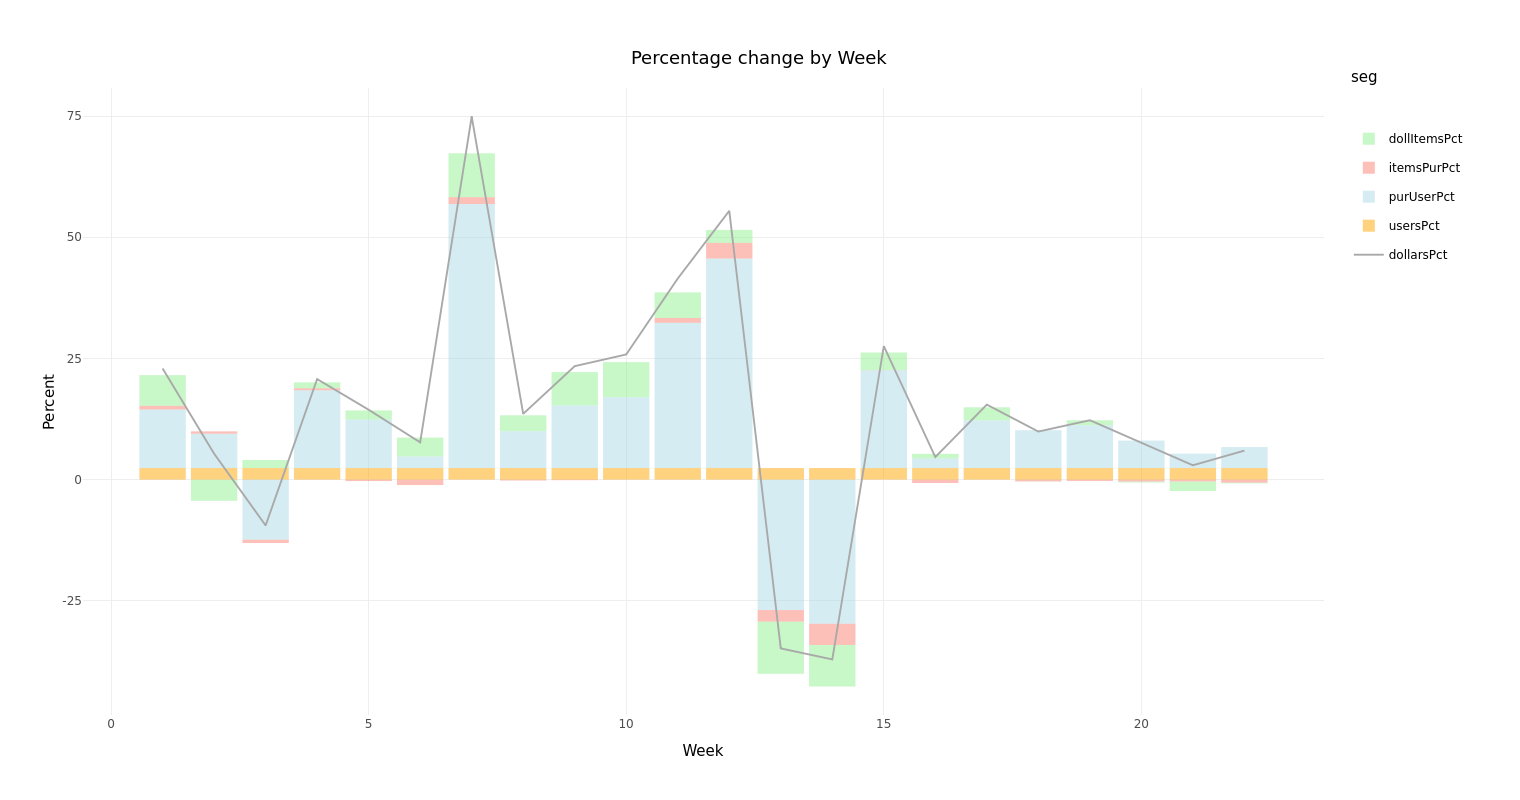 Percentage change by Week
seg
dollItemsPct
itemsPurPct
purUserPct
usersPct
dollarsPct
Percent
75
50
25
0
-25
0 5 10 15 20
Week